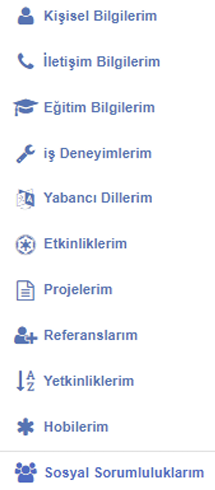 Kişisel Bilgilerim
İletişim Bilgilerim
Eğitim Bilgilerim
iş Deneyimlerim
Yabancı Dillerim
Etkinliklerim
Projelerim
Referanslarım
Yetkinliklerim
Hobilerim
Sosyal Sorumluluklarım